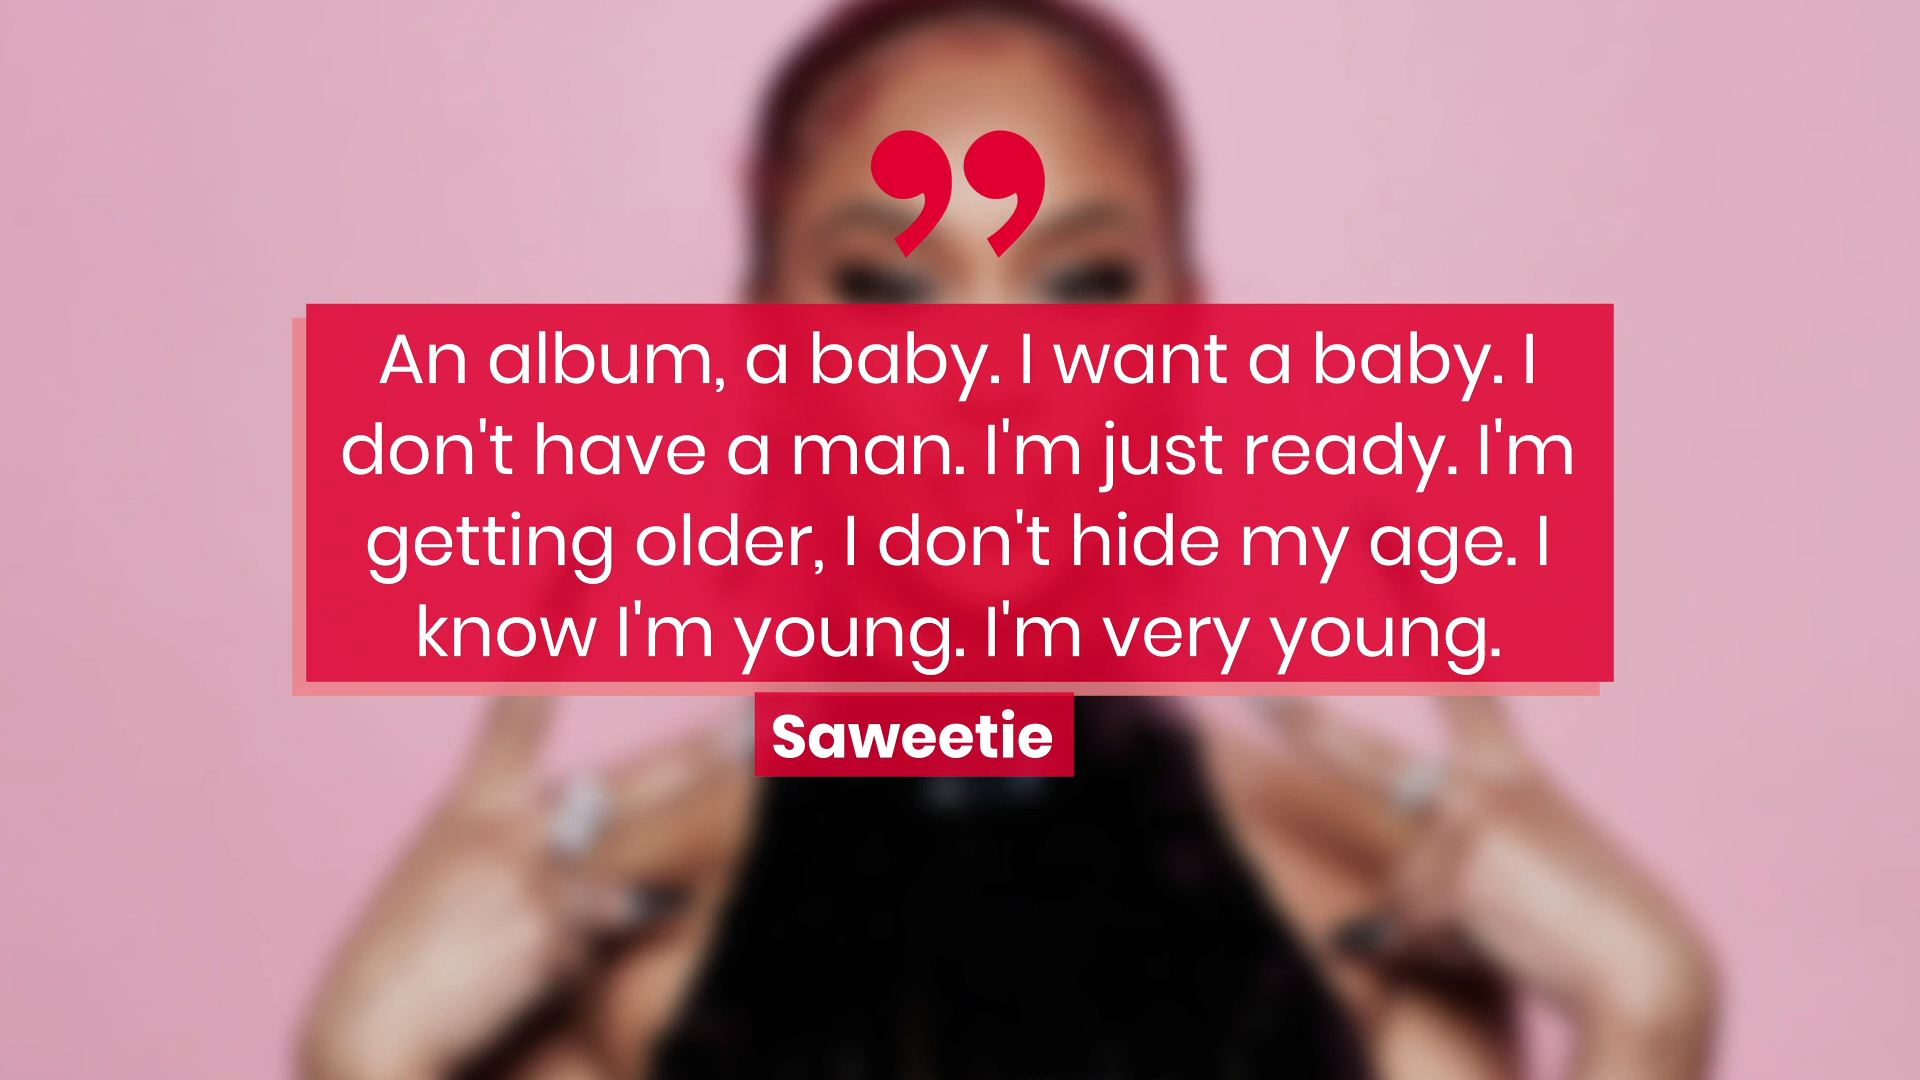 ”
An album, a baby. I want a baby. I
don't have a man. I'm just ready. I'm
getting older, I don't hide my age. I
know I'm young. I'm very young.
Saweetie